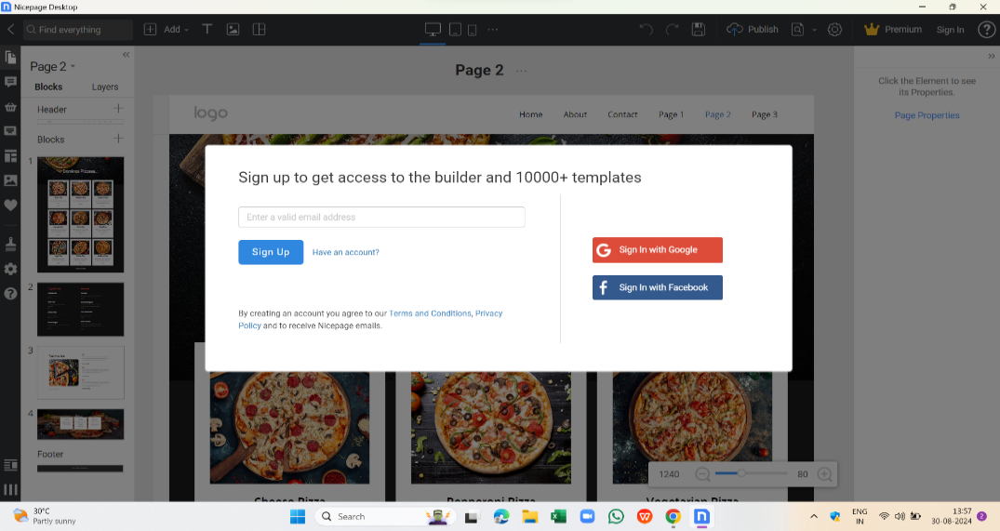 Nicepage Desktop
Find everything
Add
Publish
Premium
Sign In
Page 2
Blocks
Layers
Header
Blocks
1
2
3
4
Footer
Page 2
logo
Home
About
Contact
Page 1
Page 2
Page 3
Sign up to get access to the builder and 10000+ templates
Enter a valid email address
Sign Up
Have an account?
By creating an account you agree to our Terms and Conditions, Privacy
Policy and to receive Nicepage emails.
Sign In with Google
Sign In with Facebook
Click the Element to see
its Properties.
Page Properties
1240
80
Cheese Pizza
Pepperoni Pizza
Vegetarian Pizza
30°C
Partly sunny
Search
ENG
IN
13:57
30-08-2024
2